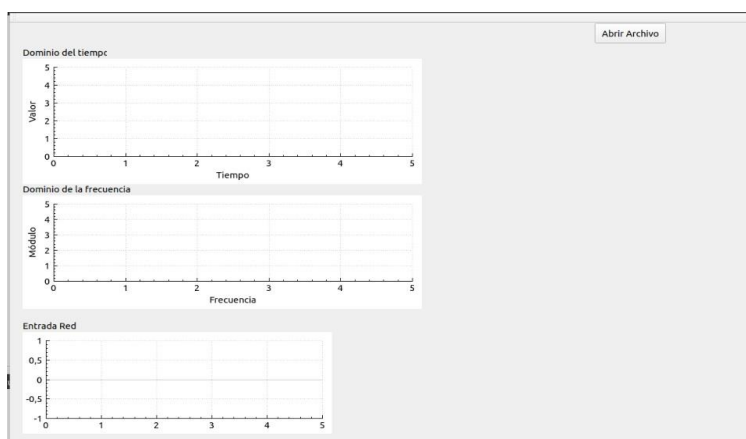 Abrir Archivo
Dominio del tiempo
5
4
3
2
1
0
Valor
0 1 2 3 4 5
Tiempo
Dominio de la frecuencia
5
4
3
2
1
0
Módulo
0 1 2 3 4 5
Frecuencia
Entrada Red
1
0,5
0
-0,5
-1
0 1 2 3 4 5